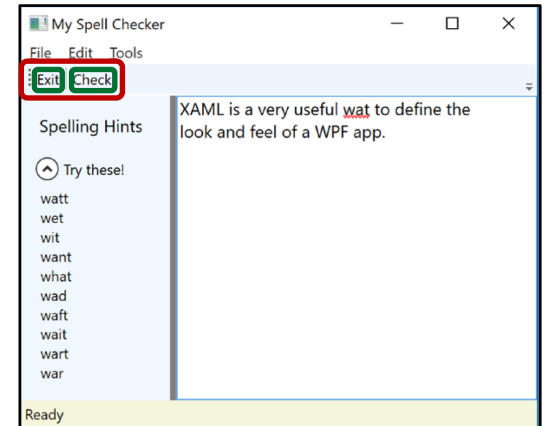 My Spell Checker
File Edit Tools
Exit Check
Spelling Hints
Try these!
watt
wet
wit
want
what
wad
waft
wait
wart
war
XAML is a very useful wat to define the
look and feel of a WPF app.
Ready